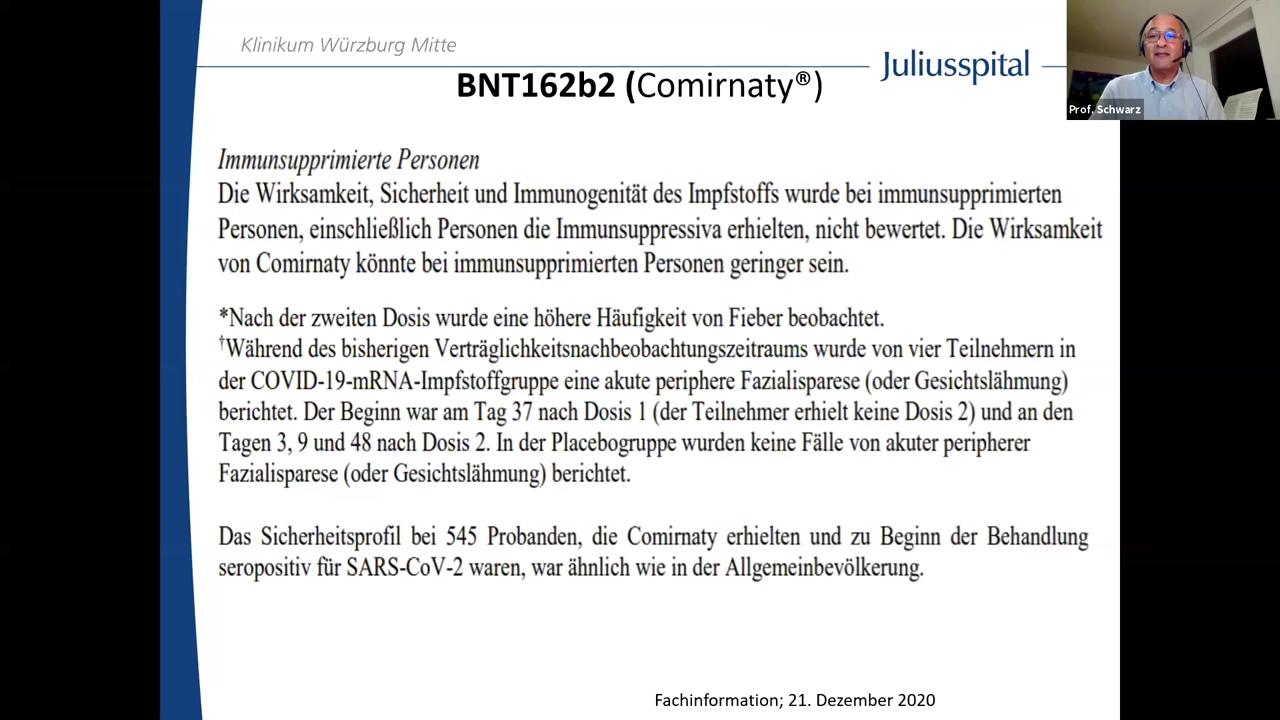 Klinikum Würzburg Mitte
Juliusspital
Prof. Schwarz
BNT162b2 (Comirnaty®)
Immunsupprimierte Personen
Die Wirksamkeit, Sicherheit und Immunogenität des Impfstoffs wurde bei immunsupprimierten
Personen, einschließlich Personen die Immunsuppressiva erhielten, nicht bewertet. Die Wirksamkeit
von Comirnaty könnte bei immunsupprimierten Personen geringer sein.
*Nach der zweiten Dosis wurde eine höhere Häufigkeit von Fieber beobachtet.
†Während des bisherigen Verträglichkeitsnachbeobachtungszeitraums wurde von vier Teilnehmern in
der COVID-19-mRNA-Impfstoffgruppe eine akute periphere Fazialisparese (oder Gesichtslähmung)
berichtet. Der Beginn war am Tag 37 nach Dosis 1 (der Teilnehmer erhielt keine Dosis 2) und an den
Tagen 3, 9 und 48 nach Dosis 2. In der Placebogruppe wurden keine Fälle von akuter peripherer
Fazialisparese (oder Gesichtslähmung) berichtet.
Das Sicherheitsprofil bei 545 Probanden, die Comirnaty erhielten und zu Beginn der Behandlung
seropositiv für SARS-CoV-2 waren, war ähnlich wie in der Allgemeinbevölkerung.
Fachinformation; 21. Dezember 2020